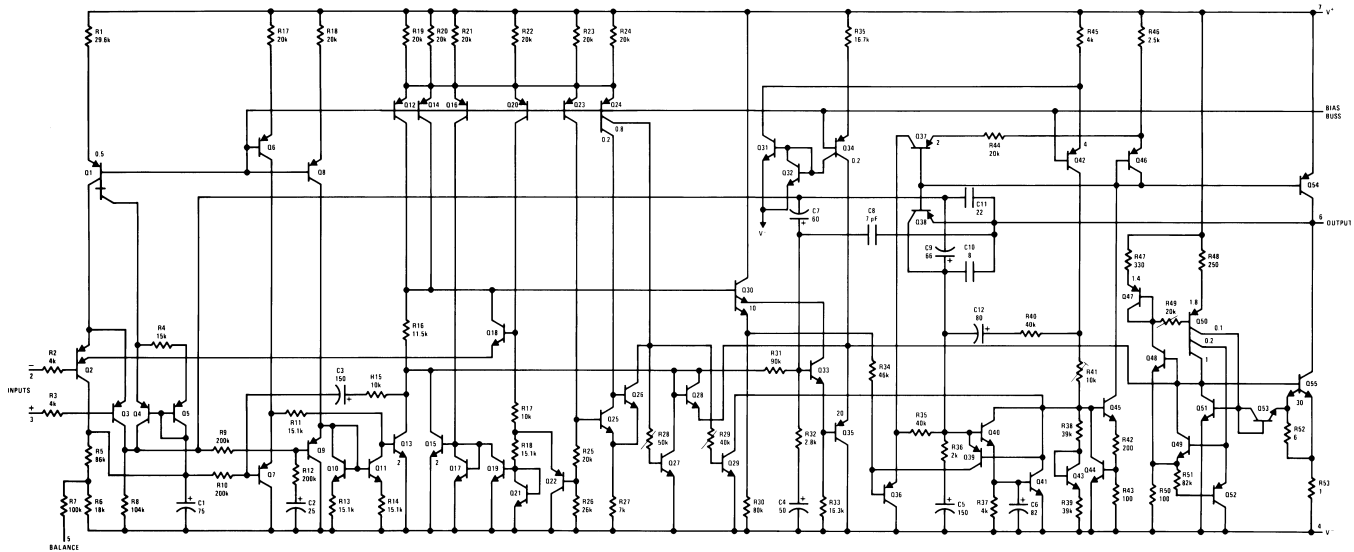 R1
29.6k
R17
20k
R18
20k
R19
20k
R20
20k
R21
20k
R22
20k
R23
20k
R24
20k
R35
16.7k
R45
4k
R46
2.5k
7 V+
Q12
Q14
Q16
Q20
Q23
Q24
BIAS
BUSS
0.8
0.2
Q6
0.5
Q1
Q8
Q31
Q32
Q34
0.2
Q37
2
R44
20k
4
Q42
Q46
Q54
C7
60
V-
C8
7 pF
C11
22
Q38
C9
66
C10
8
6
OUTPUT
R47
330
R48
250
1.4
Q47
R49
20k
1.8
Q50
0.1
0.2
1
Q30
10
R4
15k
R16
11.5k
Q18
C12
80
R40
40k
Q48
R2
4k
-
2
INPUTS
R3
4k
+
3
Q2
Q3
Q4
Q5
C3
150
R15
10k
R31
90k
Q33
R34
46k
R41
10k
Q55
30
R17
10k
Q26
Q28
R11
15.1k
Q13
2
Q15
2
R18
15.1k
Q25
R28
50k
R29
40k
20
Q35
R35
40k
Q40
R38
39k
Q45
Q51
Q53
R52
6
R5
86k
R9
200k
R10
200k
Q7
R12
200k
Q9
Q10
Q11
Q17
Q19
Q21
Q22
R25
20k
Q27
Q29
R32
2.8k
R36
2k
Q39
R42
200
Q49
R51
82k
R7
100k
R6
18k
R8
104k
C1
75
C2
25
R13
15.1k
R14
15.1k
R26
26k
R27
7k
R30
80k
C4
50
R33
16.3k
Q36
C5
150
R37
4k
C6
82
Q41
Q43
R39
39k
Q44
R43
100
R50
100
Q52
R53
1
5
BALANCE
4
V-